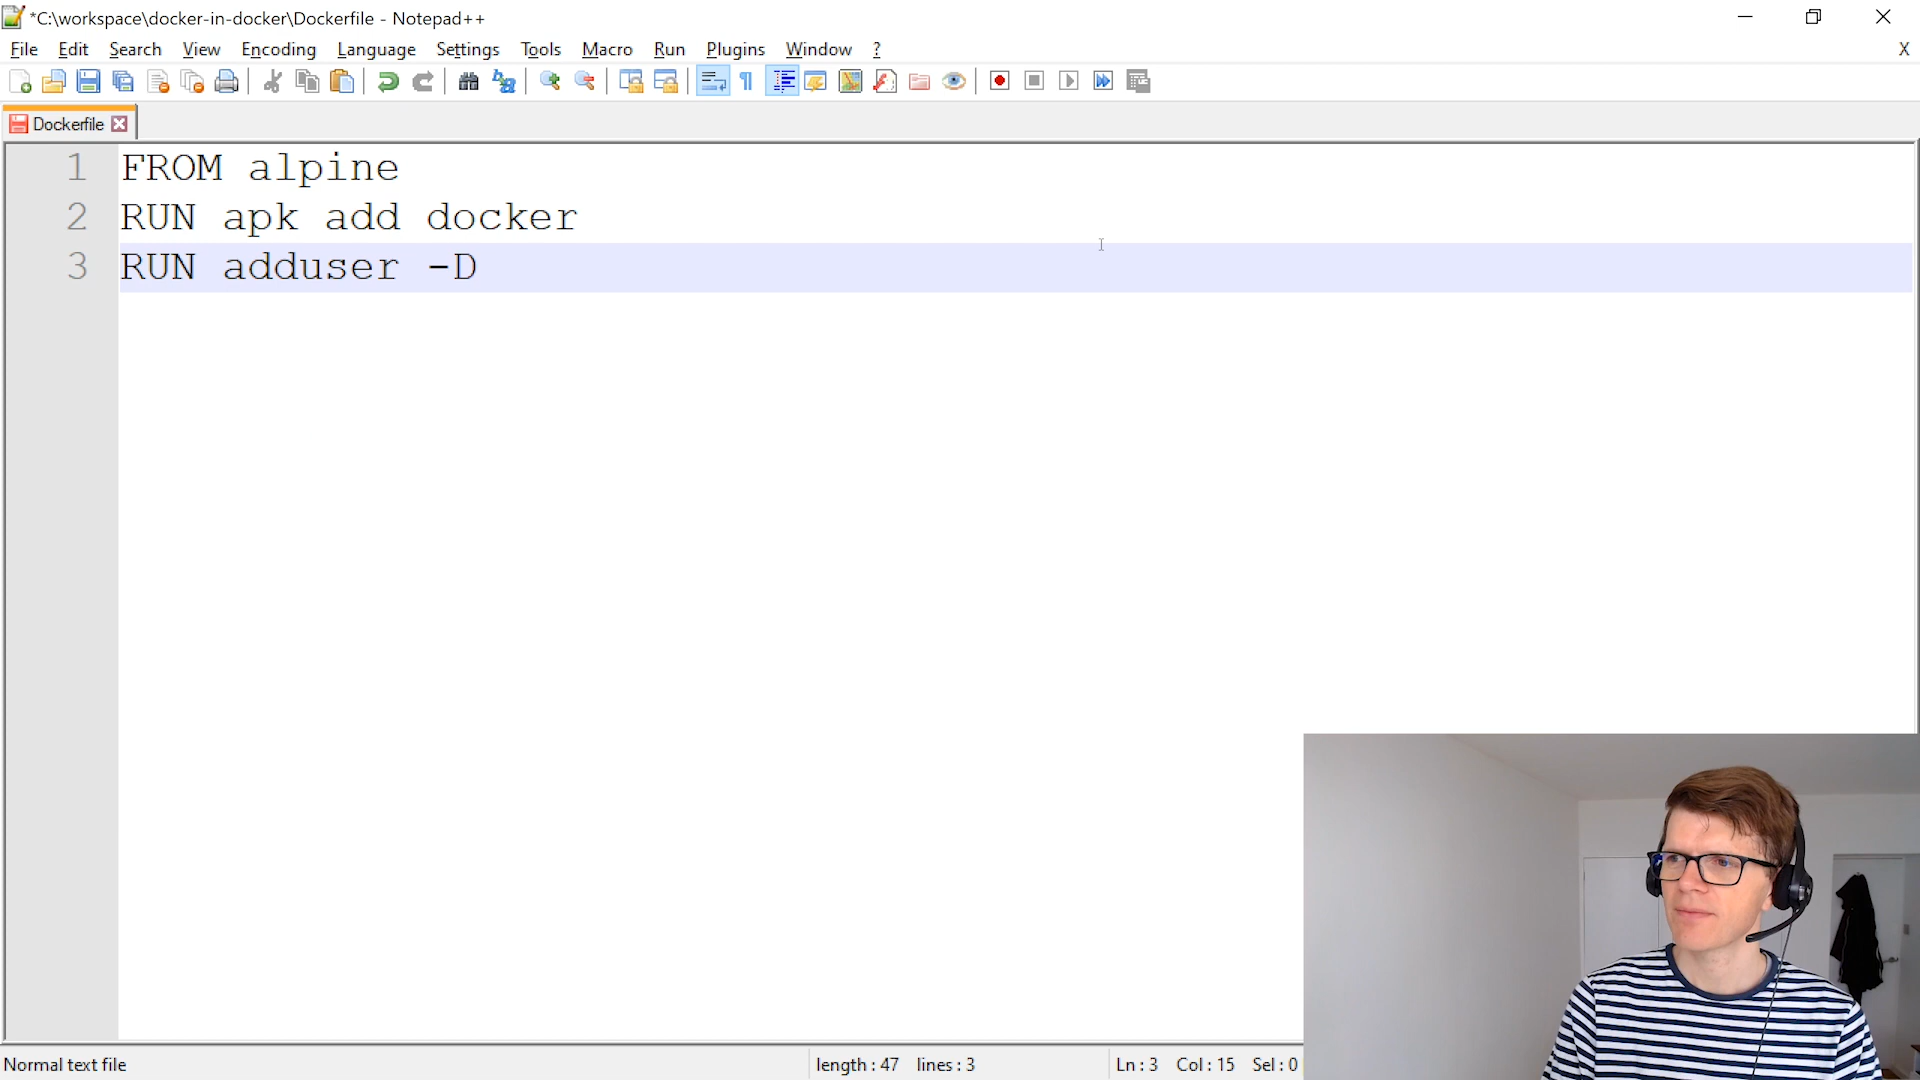 *C:\workspace\docker-in-docker\Dockerfile - Notepad++
File Edit Search View Encoding Language Settings Tools Macro Run Plugins Window ? X
Dockerfile
1 FROM alpine
2 RUN apk add docker
3 RUN adduser -D
Normal text file length : 47 lines : 3 Ln : 3 Col : 15 Sel : 0